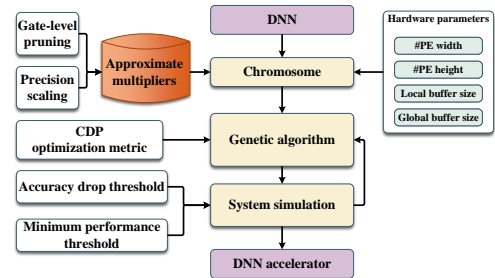 Gate-level
pruning
Precision
scaling
Approximate
multipliers
DNN
Chromosome
Hardware parameters
#PE width
#PE height
Local buffer size
Global buffer size
CDP
optimization metric
Genetic algorithm
Accuracy drop threshold
Minimum performance
threshold
System simulation
DNN accelerator